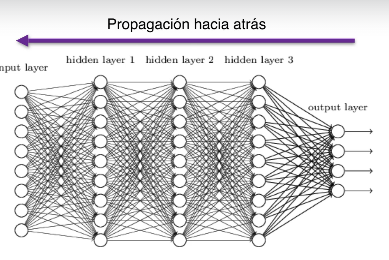 Propagación hacia atrás
hidden layer 1 hidden layer 2 hidden layer 3
nput layer
output layer